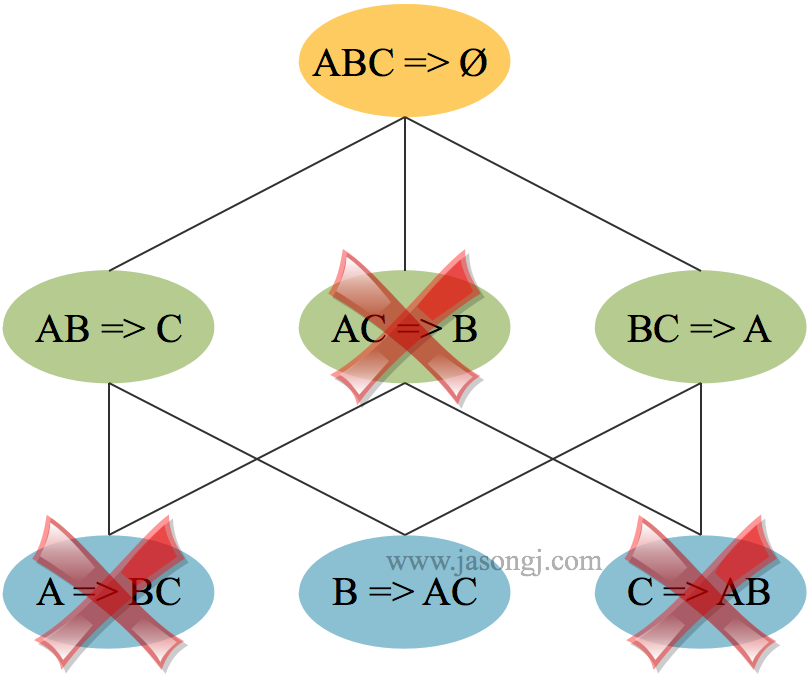 ABC => Ø
AB => C
AC => B
BC => A
www.jasongj.com
A => BC
B => AC
C => AB